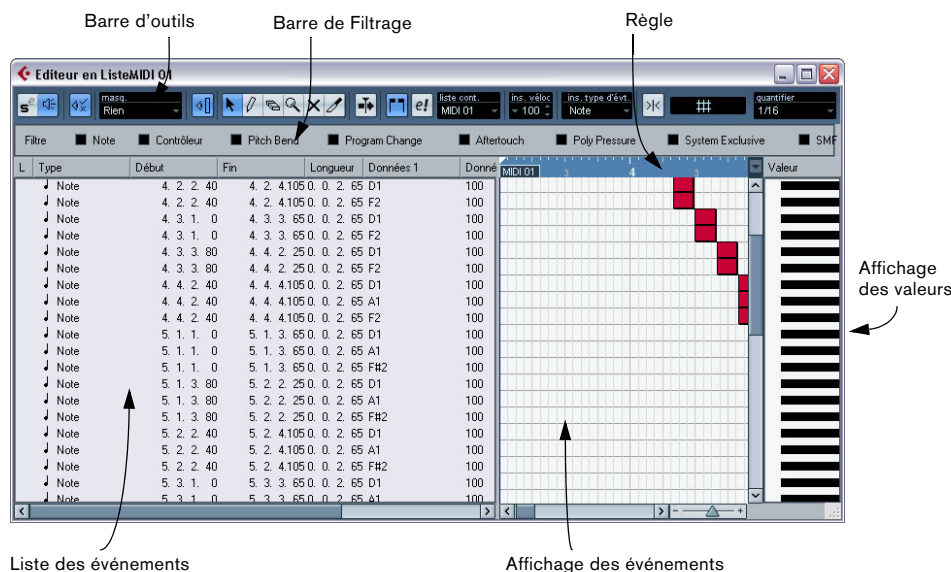 Barre d’outils
Barre de Filtrage
Règle
Editeur en ListeMIDI 01
masq.
Rien
liste cont.
MIDI 01
ins. véloc
100
ins. type d'évt.
Note
quantifier
1/16
Filtre Note Contrôleur Pitch Bend Program Change Aftertouch Poly Pressure System Exclusive SMF
L Type Début Fin Longueur Données 1 Donné MIDI 01 3 4 3 Valeur
Note 4. 2. 2. 40 4. 2. 4.105 0. 0. 2. 65 D1 100
Note 4. 2. 2. 40 4. 2. 4.105 0. 0. 2. 65 F2 100
Note 4. 3. 1. 0 4. 3. 3. 65 0. 0. 2. 65 D1 100
Note 4. 3. 1. 0 4. 3. 3. 65 0. 0. 2. 65 F2 100
Note 4. 3. 3. 80 4. 4. 2. 25 0. 0. 2. 65 D1 100
Note 4. 3. 3. 80 4. 4. 2. 25 0. 0. 2. 65 F2 100
Note 4. 4. 2. 40 4. 4. 4.105 0. 0. 2. 65 D1 100
Note 4. 4. 2. 40 4. 4. 4.105 0. 0. 2. 65 A1 100
Note 4. 4. 2. 40 4. 4. 4.105 0. 0. 2. 65 F2 100
Note 5. 1. 1. 0 5. 1. 3. 65 0. 0. 2. 65 D1 100
Note 5. 1. 1. 0 5. 1. 3. 65 0. 0. 2. 65 A1 100
Note 5. 1. 1. 0 5. 1. 3. 65 0. 0. 2. 65 F#2 100
Note 5. 1. 3. 80 5. 2. 2. 25 0. 0. 2. 65 D1 100
Note 5. 1. 3. 80 5. 2. 2. 25 0. 0. 2. 65 A1 100
Note 5. 1. 3. 80 5. 2. 2. 25 0. 0. 2. 65 F#2 100
Note 5. 2. 2. 40 5. 2. 4.105 0. 0. 2. 65 D1 100
Note 5. 2. 2. 40 5. 2. 4.105 0. 0. 2. 65 A1 100
Note 5. 2. 2. 40 5. 2. 4.105 0. 0. 2. 65 F#2 100
Note 5. 3. 1. 0 5. 3. 3. 65 0. 0. 2. 65 D1 100
Note 5. 3. 1. 0 5. 3. 3. 65 0. 0. 2. 65 A1 100
Affichage
des valeurs
Liste des événements
Affichage des événements